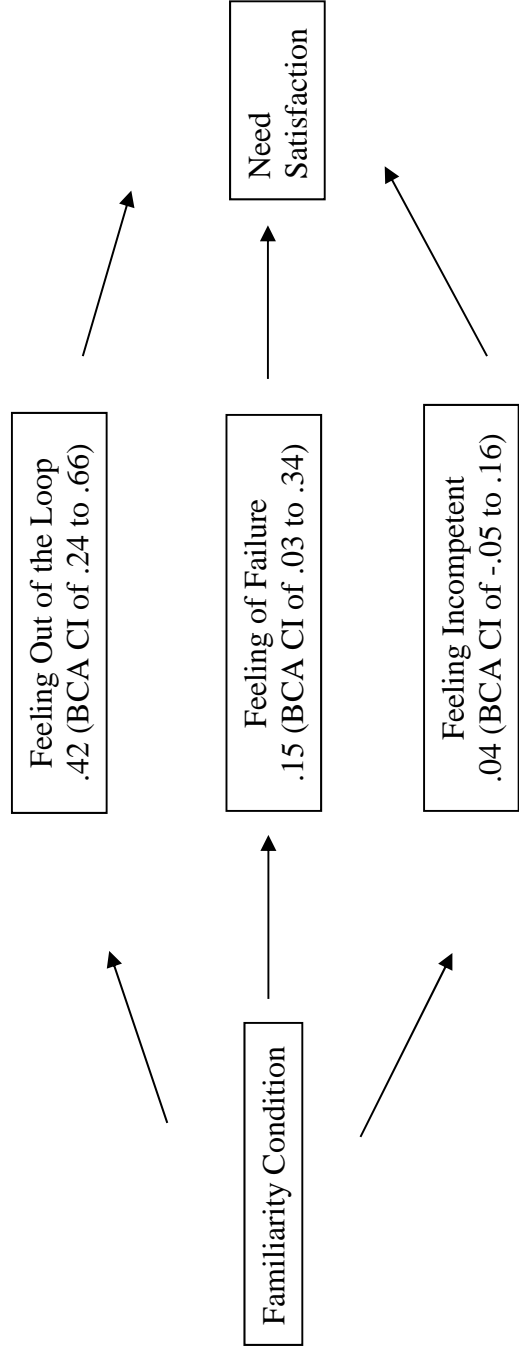 Familiarity Condition
Feeling Out of the Loop
.42 (BCA CI of .24 to .66)
Feeling of Failure
.15 (BCA CI of .03 to .34)
Feeling Incompetent
.04 (BCA CI of -.05 to .16)
Need
Satisfaction